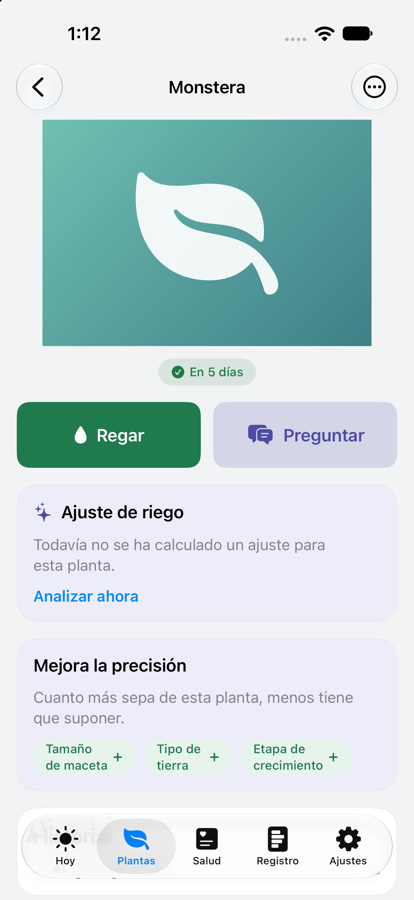 1:12
Monstera
En 5 días
Regar
Preguntar
Ajuste de riego
Todavía no se ha calculado un ajuste para
esta planta.
Analizar ahora
Mejora la precisión
Cuanto más sepa de esta planta, menos tiene
que suponer.
Tamaño
de maceta +
Tipo de
tierra +
Etapa de
crecimiento +
Hoy
Plantas
Salud
Registro
Ajustes